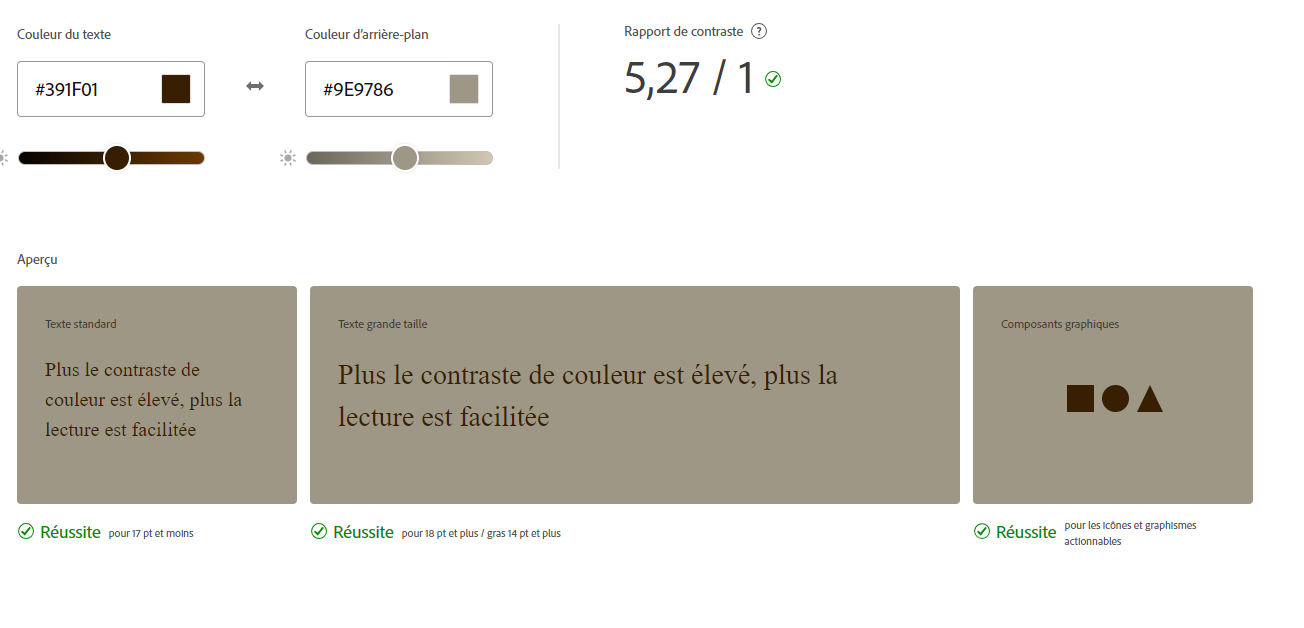 Couleur du texte
Couleur d'arrière-plan
Rapport de contraste ?
#391F01
#9E9786
5,27 / 1
Aperçu
Texte standard
Plus le contraste de
couleur est élevé, plus la
lecture est facilitée
Texte grande taille
Plus le contraste de couleur est élevé, plus la
lecture est facilitée
Composants graphiques
Réussite pour 17 pt et moins
Réussite pour 18 pt et plus / gras 14 pt et plus
Réussite pour les icônes et graphismes
actionnables